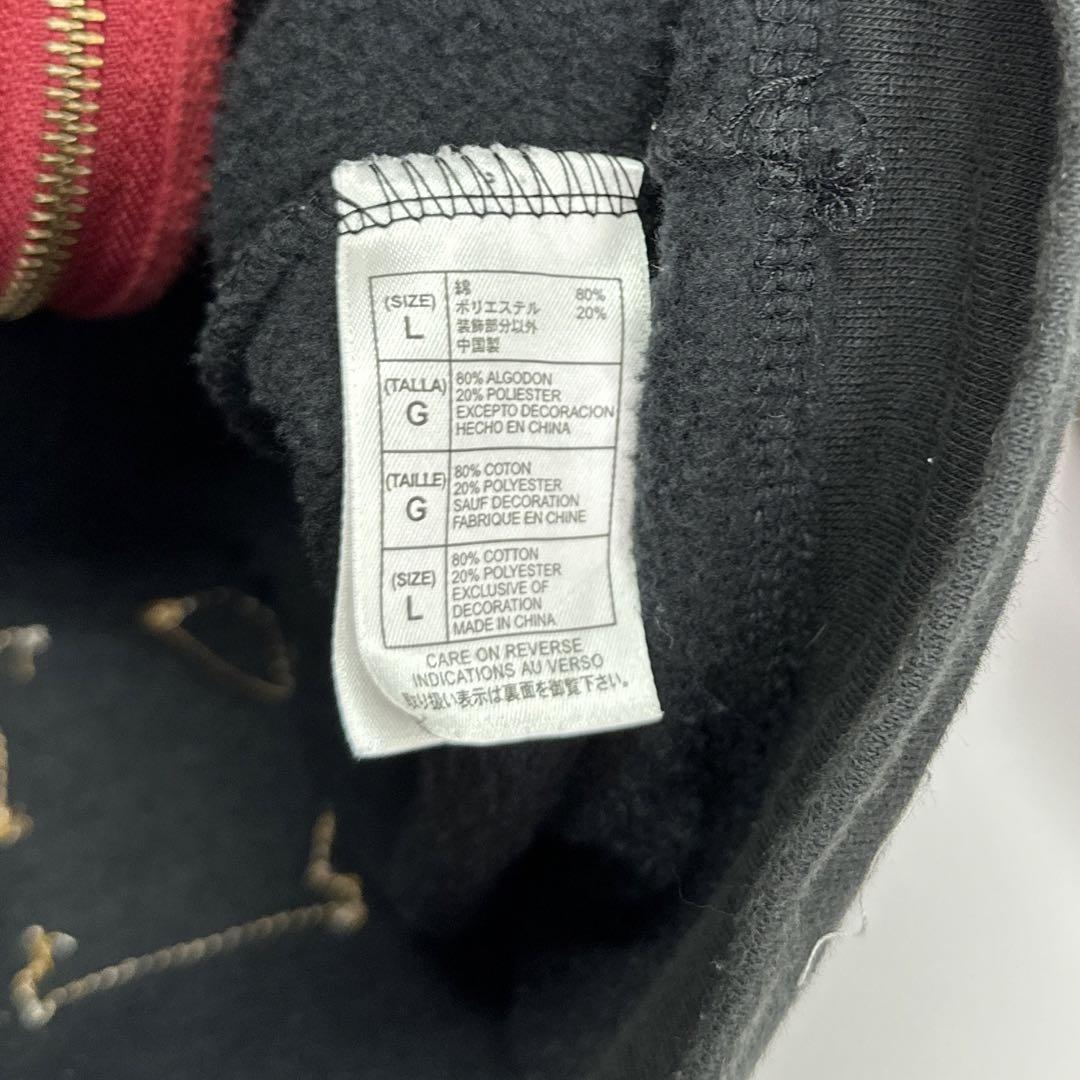 (SIZE)
L
綿 80%
ポリエステル 20%
装飾部分以外
中国製
(TALLA)
G
80% ALGODON
20% POLIESTER
EXCEPTO DECORACION
HECHO EN CHINA
(TAILLE)
G
80% COTON
20% POLYESTER
SAUF DECORATION
FABRIQUE EN CHINE
(SIZE)
L
80% COTTON
20% POLYESTER
EXCLUSIVE OF
DECORATION
MADE IN CHINA
CARE ON REVERSE
INDICATIONS AU VERSO
取り扱い表示は裏面を御覧下さい。